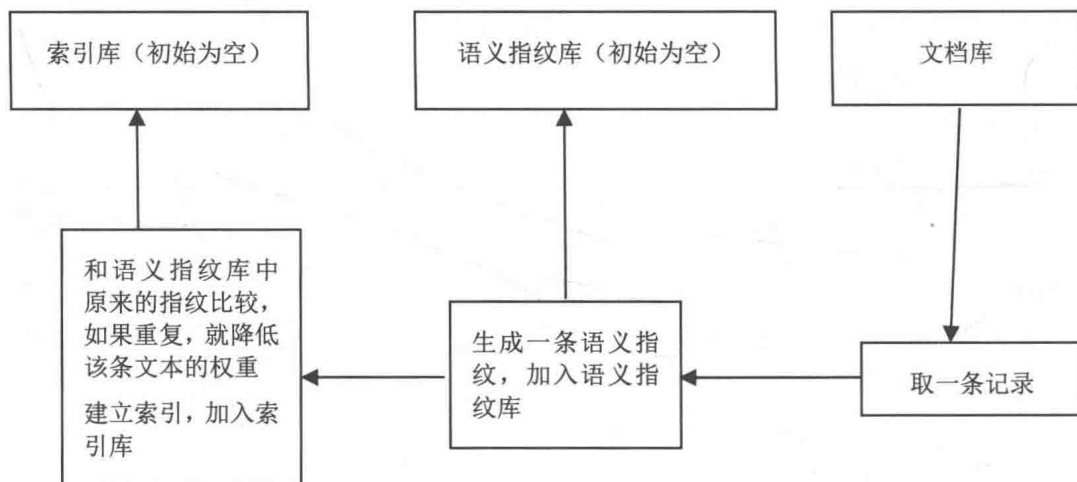 索引库（初始为空）
语义指纹库（初始为空）
文档库
和语义指纹库中
原来的指纹比较，
如果重复，就降低
该条文本的权重
建立索引，加入索
引库
生成一条语义指
纹，加入语义指
纹库
取一条记录